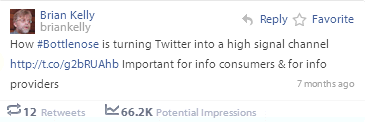 Brian Kelly
briankelly
Reply Favorite
How #Bottlenose is turning Twitter into a high signal channel
http://t.co/g2bRUAhb Important for info consumers & for info
providers
7 months ago
12 Retweets 66.2K Potential Impressions